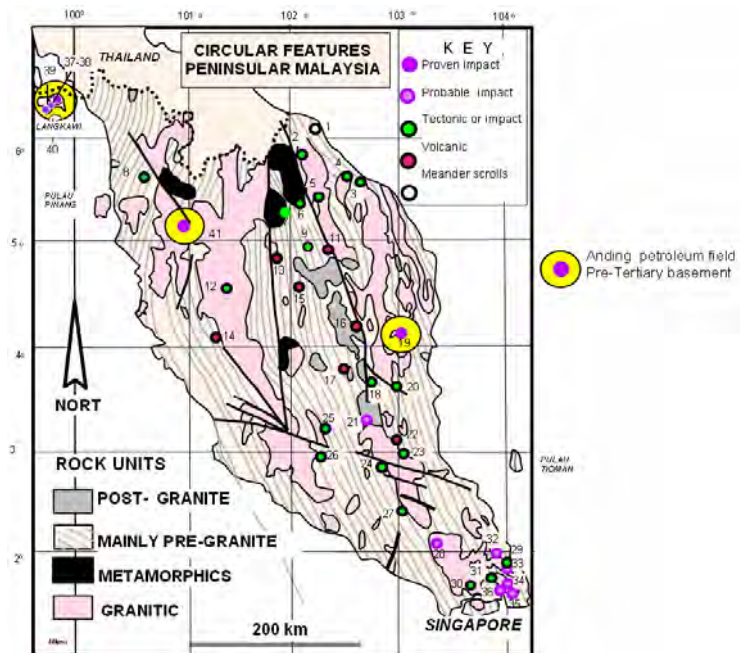 100° 101° 102° 103° 104°
THAILAND
CIRCULAR FEATURES
PENINSULAR MALAYSIA
K E Y
Proven impact
Probable impact
Tectonic or impact
Volcanic
Meander scrolls
39 37-38
LANGKAWI
40
1
2
6°
4
3
5
8
6
PULAU
PINANG
41
9
11
5°
13
12
15
Anding petroleum field
Pre-Tertiary basement
16
14
19
4°
17
18
20
NORT
21
25
22
3°
23
26
24
PULAU
TIOMAN
ROCK UNITS
POST- GRANITE
27
MAINLY PRE-GRANITE
28
32
29
2°
33
METAMORPHICS
31
34
30
36
35
GRANITIC
200 km
SINGAPORE